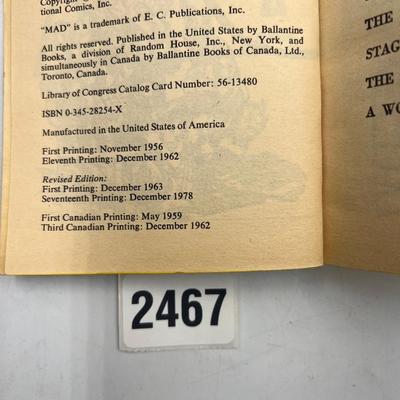 Copyright
tional Comics, Inc.
"MAD" is a trademark of E. C. Publications, Inc.
All rights reserved. Published in the United States by Ballantine
Books, a division of Random House, Inc., New York, and
simultaneously in Canada by Ballantine Books of Canada, Ltd.,
Toronto, Canada.
Library of Congress Catalog Card Number: 56-13480
ISBN 0-345-28254-X
Manufactured in the United States of America
First Printing: November 1956
Eleventh Printing: December 1962
Revised Edition:
First Printing: December 1963
Seventeenth Printing: December 1978
First Canadian Printing: May 1959
Third Canadian Printing: December 1962
THE
STAG
THE
A WO
2467